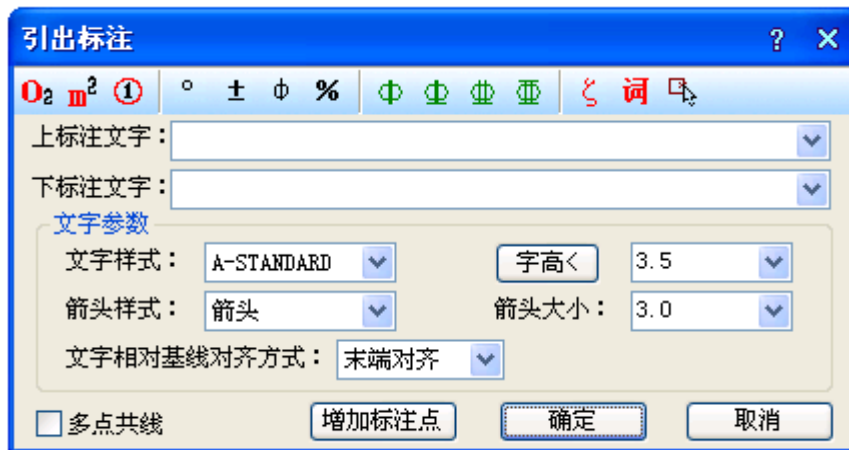 引出标注 ?
O₂ m² ① ° ± ф % ζ 词
上标注文字：
下标注文字：
文字参数
文字样式： A-STANDARD 字高< 3.5
箭头样式： 箭头 箭头大小： 3.0
文字相对基线对齐方式： 末端对齐
多点共线 增加标注点 确定 取消